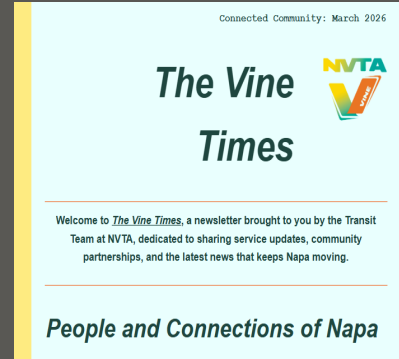 Connected Community: March 2026
The Vine
Times
NVTA
VINE
Welcome to The Vine Times, a newsletter brought to you by the Transit
Team at NVTA, dedicated to sharing service updates, community
partnerships, and the latest news that keeps Napa moving.
People and Connections of Napa